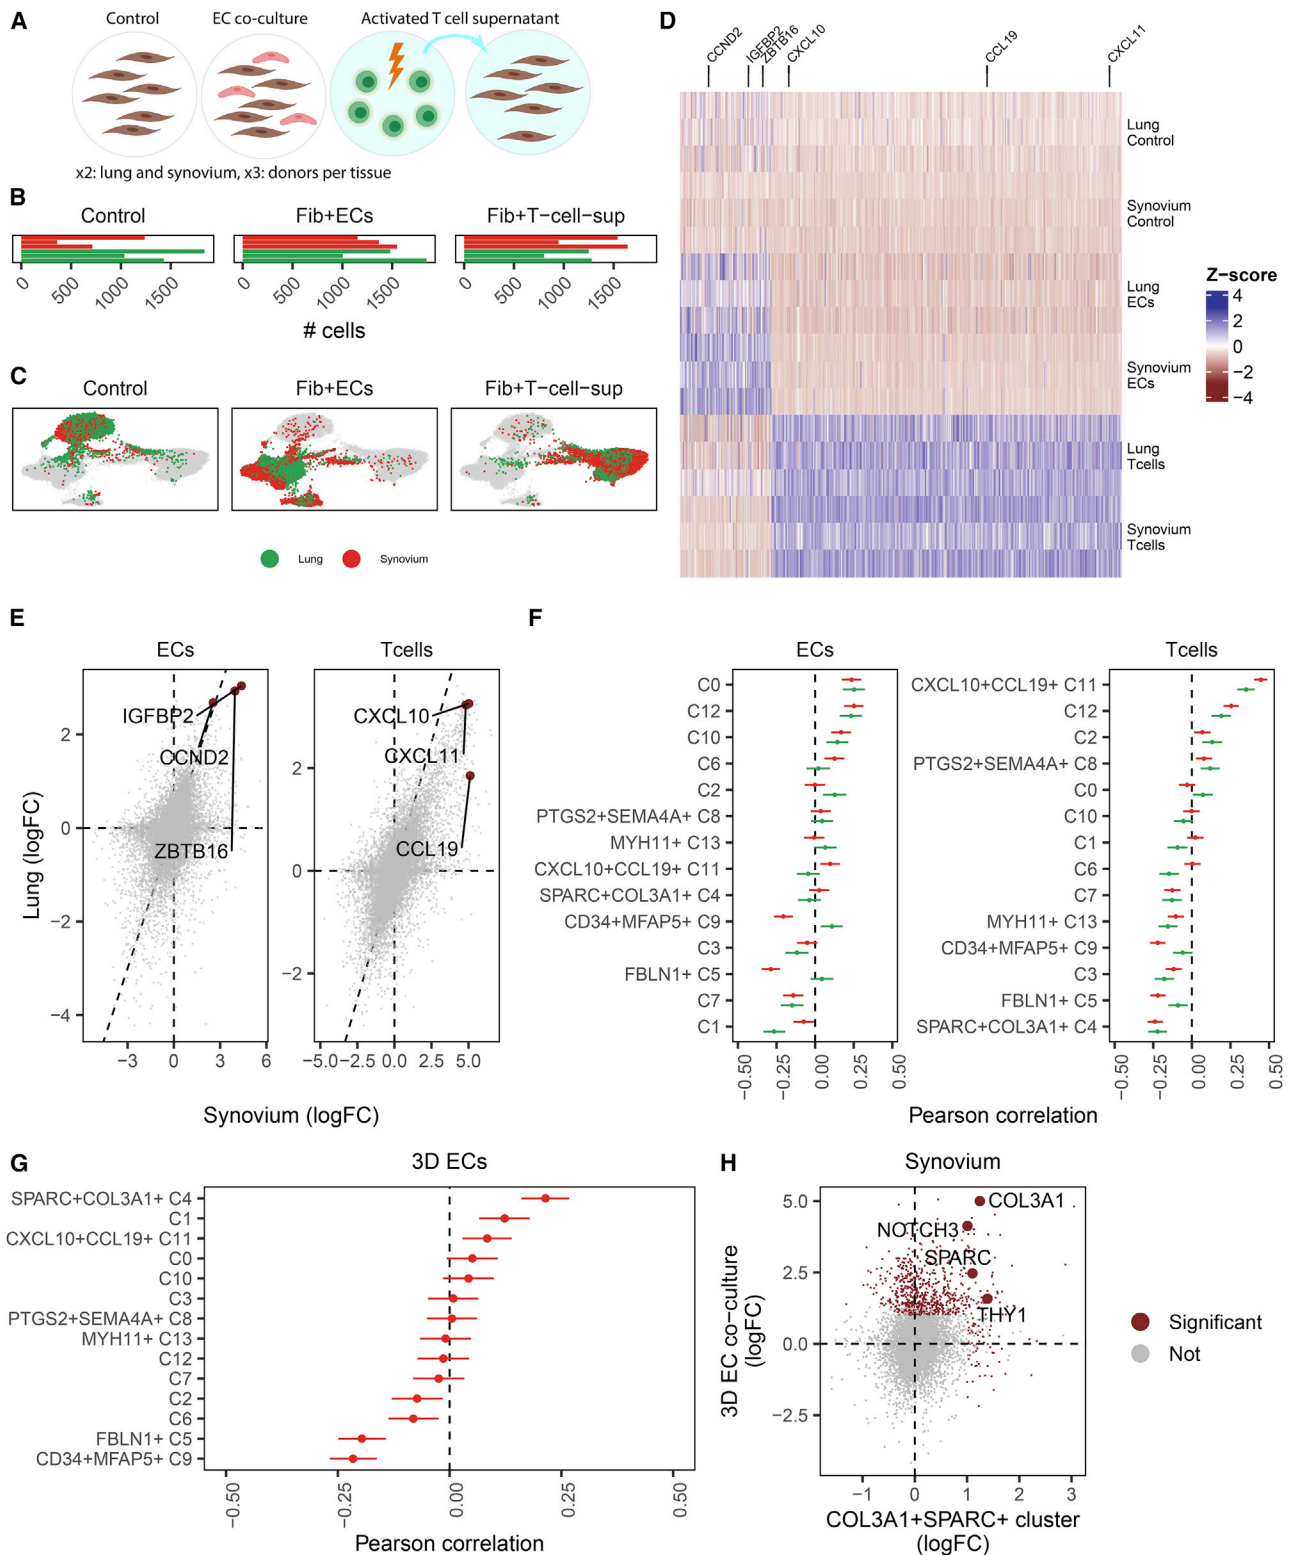 A
Control
EC co-culture
Activated T cell supernatant
x2: lung and synovium, x3: donors per tissue
B
Control
Fib+ECs
Fib+T−cell−sup
0
500
1000
1500
0
500
1000
1500
0
500
1000
1500
# cells
C
Control
Fib+ECs
Fib+T−cell−sup
Lung
Synovium
D
CCND2
IGFBP2
ZBTB16
CXCL10
CCL19
CXCL11
Lung
Control
Synovium
Control
Lung
ECs
Synovium
ECs
Lung
Tcells
Synovium
Tcells
Z−score
4
2
0
−2
−4
E
ECs
Tcells
Lung (logFC)
2
0
−2
−4
IGFBP2
CCND2
ZBTB16
−3
0
3
6
2
0
−2
CXCL10
CXCL11
CCL19
−5.0
−2.5
0.0
2.5
5.0
Synovium (logFC)
F
ECs
C0
C12
C10
C6
C2
PTGS2+SEMA4A+ C8
MYH11+ C13
CXCL10+CCL19+ C11
SPARC+COL3A1+ C4
CD34+MFAP5+ C9
C3
FBLN1+ C5
C7
C1
−0.50
−0.25
0.00
0.25
0.50
Tcells
CXCL10+CCL19+ C11
C12
C2
PTGS2+SEMA4A+ C8
C0
C10
C1
C6
C7
MYH11+ C13
CD34+MFAP5+ C9
C3
FBLN1+ C5
SPARC+COL3A1+ C4
−0.50
−0.25
0.00
0.25
0.50
Pearson correlation
G
3D ECs
SPARC+COL3A1+ C4
C1
CXCL10+CCL19+ C11
C0
C10
C3
PTGS2+SEMA4A+ C8
MYH11+ C13
C12
C7
C2
C6
FBLN1+ C5
CD34+MFAP5+ C9
−0.50
−0.25
0.00
0.25
0.50
Pearson correlation
H
Synovium
3D EC co-culture
(logFC)
5.0
2.5
0.0
−2.5
COL3A1
NOTCH3
SPARC
THY1
−1
0
1
2
3
COL3A1+SPARC+ cluster
(logFC)
Significant
Not